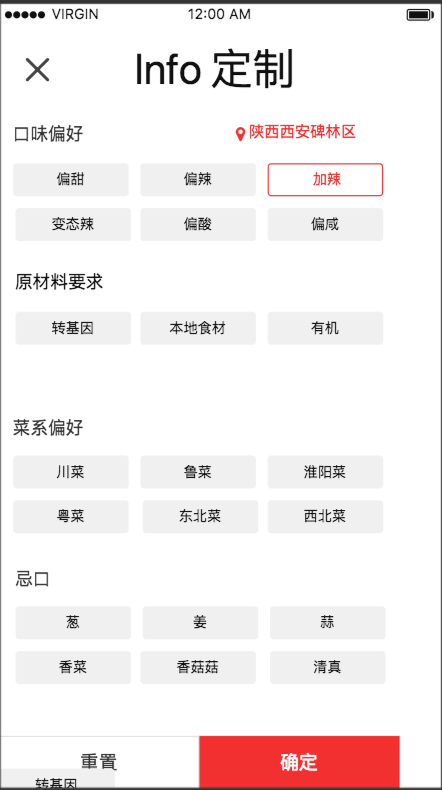 VIRGIN 12:00 AM
Info 定制
口味偏好 陕西西安碑林区
偏甜 偏辣 加辣
变态辣 偏酸 偏咸
原材料要求
转基因 本地食材 有机
菜系偏好
川菜 鲁菜 淮阳菜
粤菜 东北菜 西北菜
忌口
葱 姜 蒜
香菜 香菇菇 清真
重置 确定
转基因